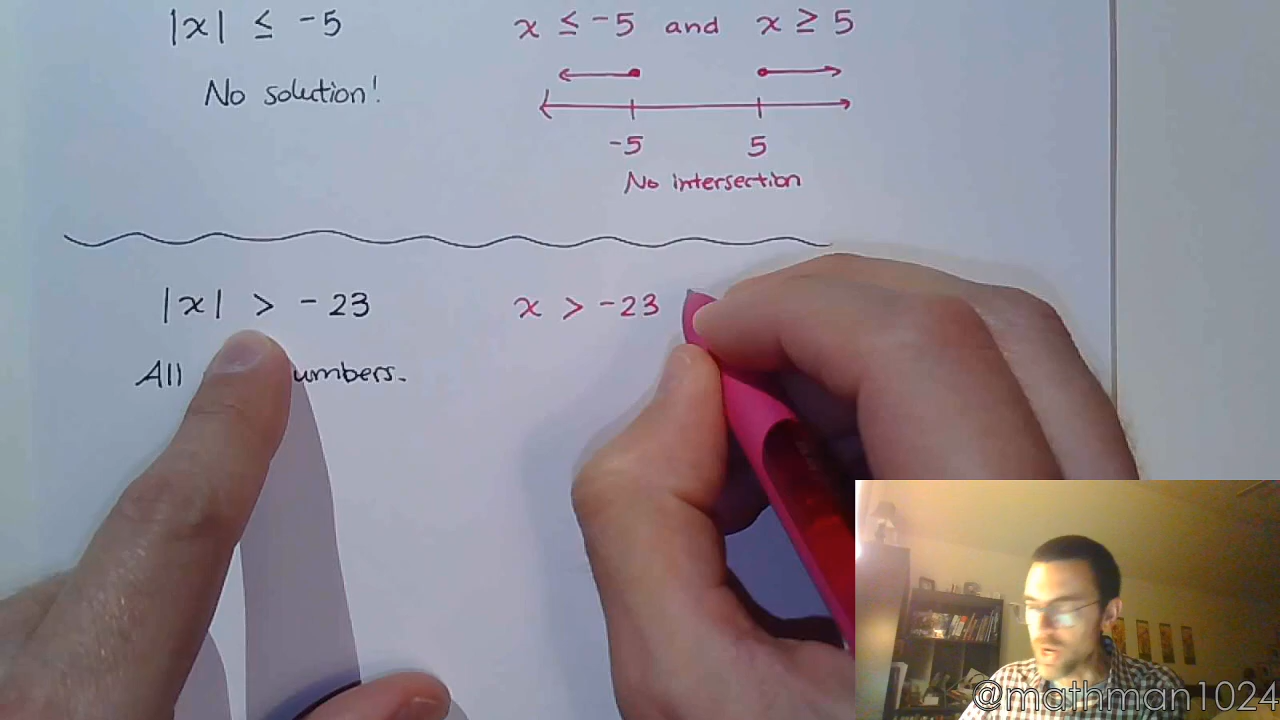 |x| ≤ -5
x ≤ -5 and x ≥ 5
No solution!
-5 5
No intersection
|x| > -23
x > -23
All umbers.
@mathman1024